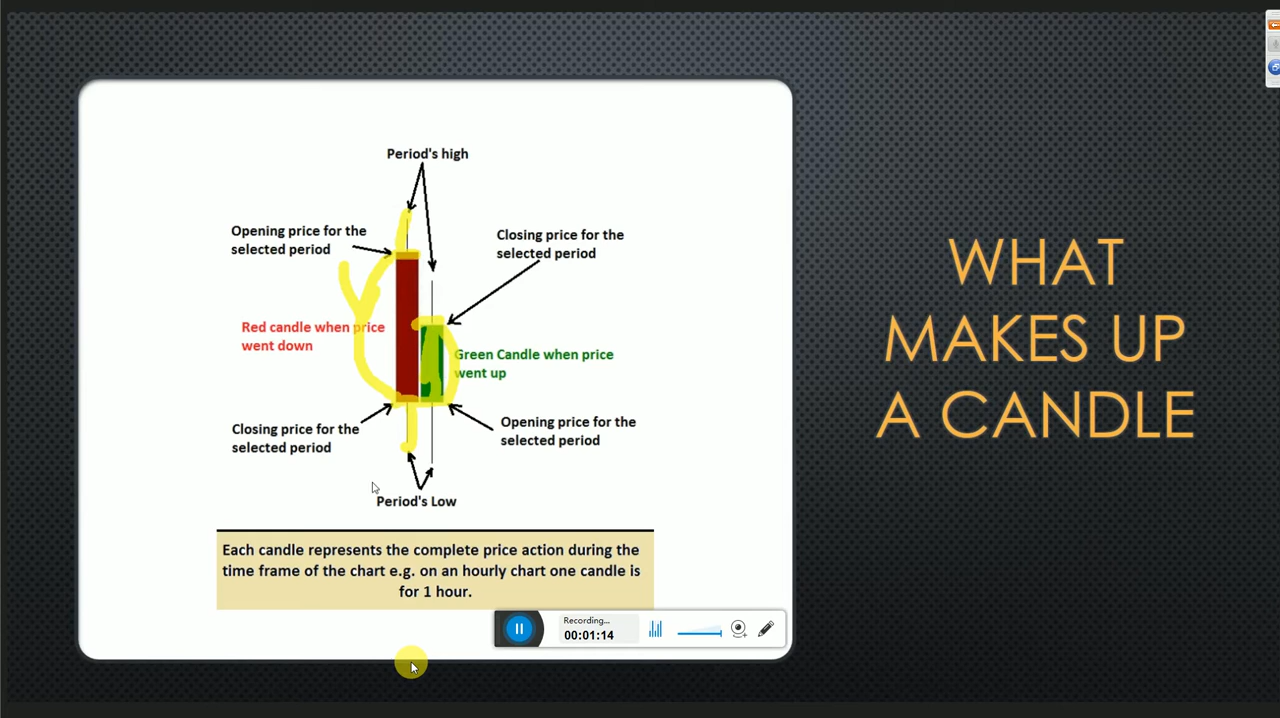 Period's high
Opening price for the
selected period
Closing price for the
selected period
Red candle when price
went down
Green Candle when price
went up
Closing price for the
selected period
Opening price for the
selected period
Period's Low
Each candle represents the complete price action during the
time frame of the chart e.g. on an hourly chart one candle is
for 1 hour.
Recording...
00:01:14
WHAT
MAKES UP
A CANDLE